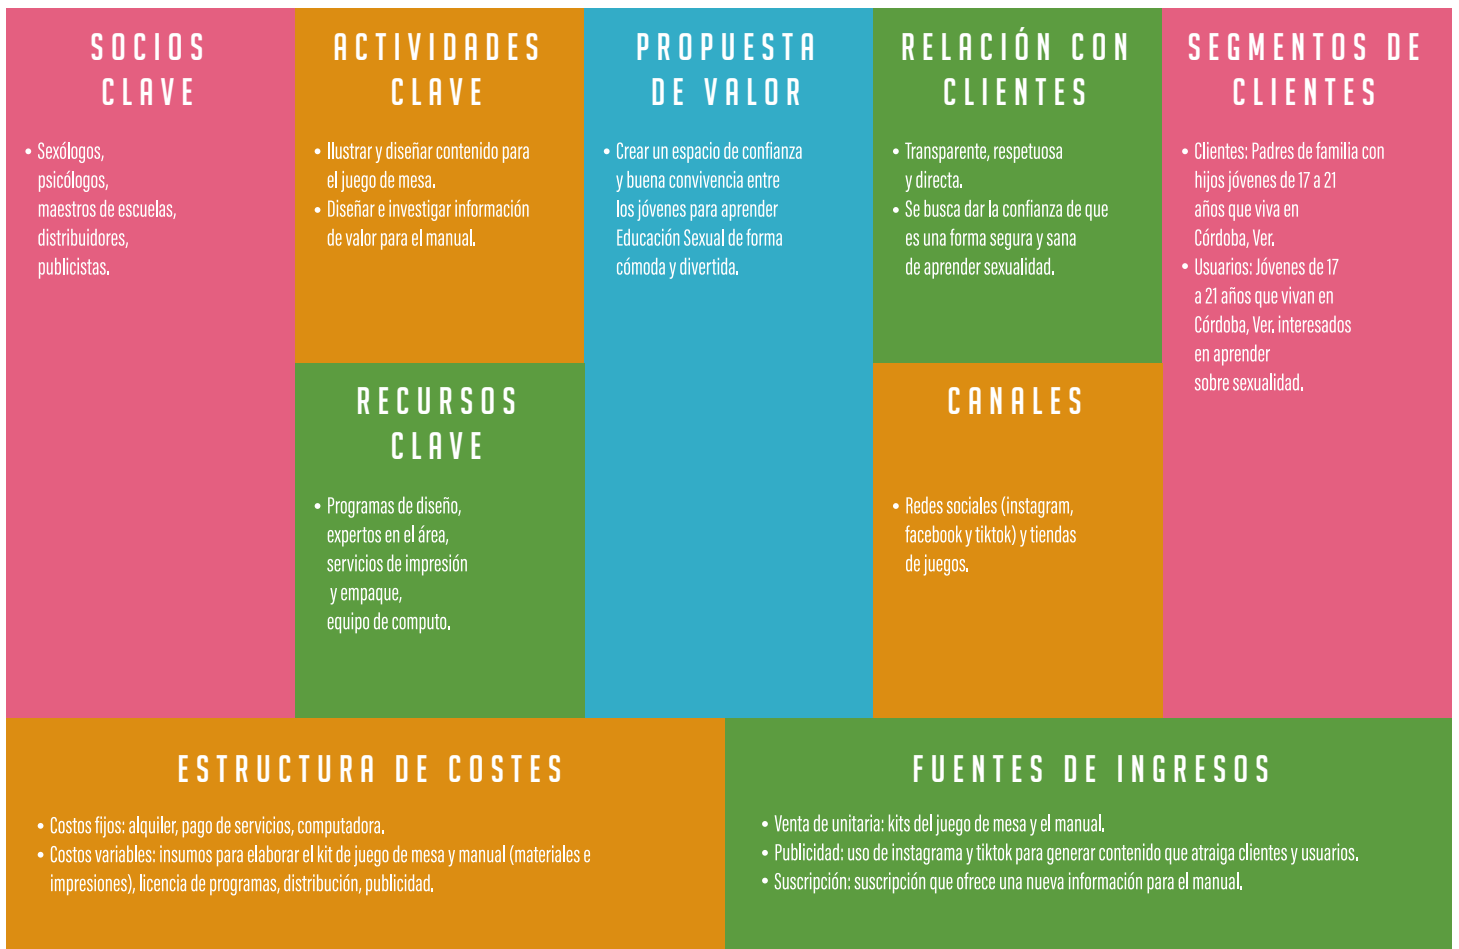 SOCIOS
CLAVE
• Sexólogos,
psicólogos,
maestros de escuelas,
distribuidores,
publicistas.
ACTIVIDADES
CLAVE
• Ilustrar y diseñar contenido para
el juego de mesa.
• Diseñar e investigar información
de valor para el manual.
RECURSOS
CLAVE
• Programas de diseño,
expertos en el área,
servicios de impresión
y empaque,
equipo de computo.
PROPUESTA
DE VALOR
• Crear un espacio de confianza
y buena convivencia entre
los jóvenes para aprender
Educación Sexual de forma
cómoda y divertida.
RELACIÓN CON
CLIENTES
• Transparente, respetuosa
y directa.
• Se busca dar la confianza de que
es una forma segura y sana
de aprender sexualidad.
CANALES
• Redes sociales (instagram,
facebook y tiktok) y tiendas
de juegos.
SEGMENTOS DE
CLIENTES
• Clientes: Padres de familia con
hijos jóvenes de 17 a 21
años que viva en
Córdoba, Ver.
• Usuarios: Jóvenes de 17
a 21 años que vivan en
Córdoba, Ver. interesados
en aprender
sobre sexualidad.
ESTRUCTURA DE COSTES
• Costos fijos: alquiler, pago de servicios, computadora.
• Costos variables: insumos para elaborar el kit de juego de mesa y manual (materiales e
impresiones), licencia de programas, distribución, publicidad.
FUENTES DE INGRESOS
• Venta de unitaria: kits del juego de mesa y el manual.
• Publicidad: uso de instagrama y tiktok para generar contenido que atraiga clientes y usuarios.
• Suscripción: suscripción que ofrece una nueva información para el manual.